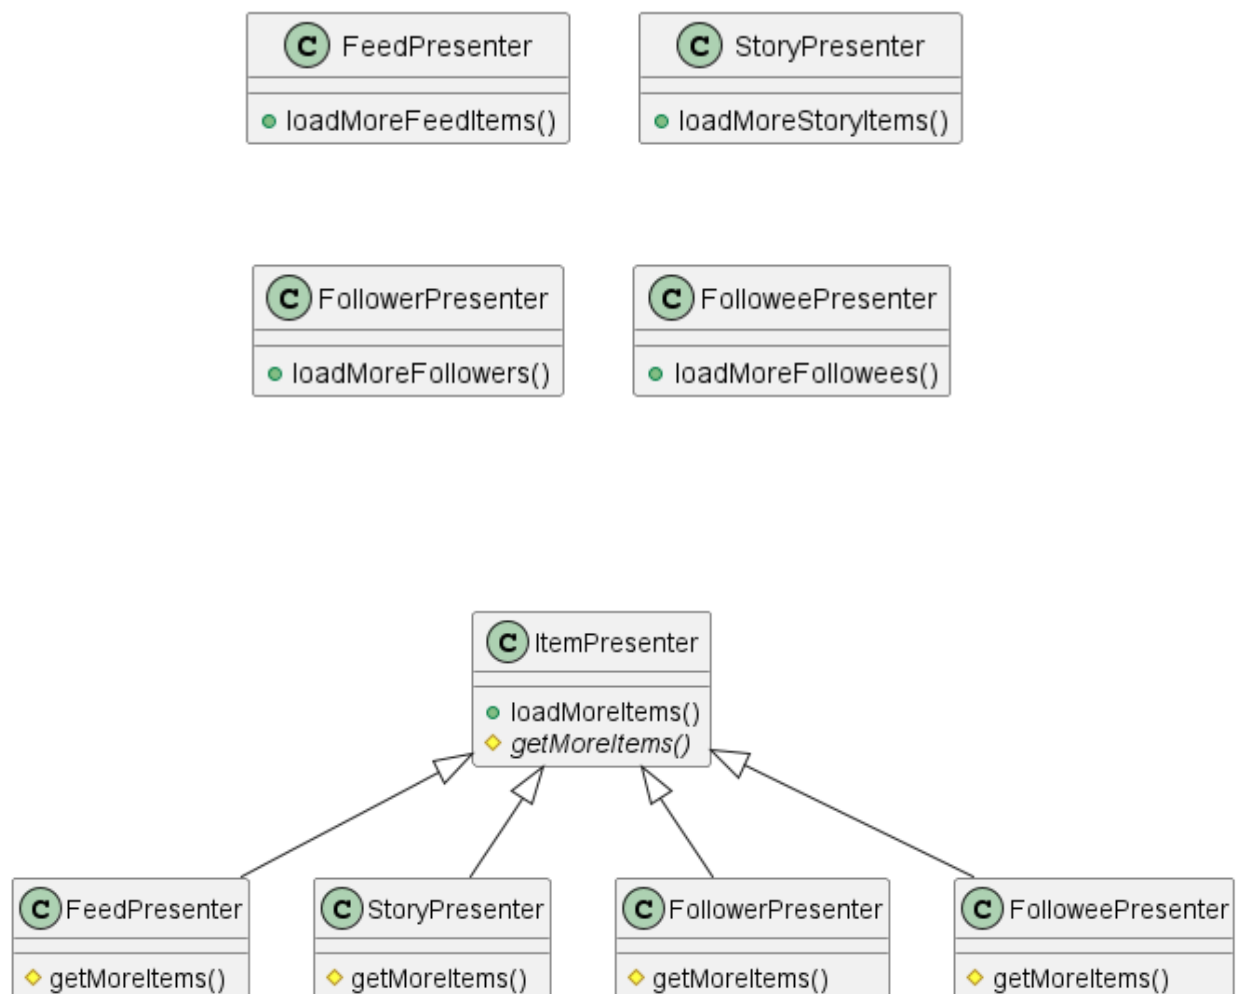 C FeedPresenter
loadMoreFeedItems()
C StoryPresenter
loadMoreStoryItems()
C FollowerPresenter
loadMoreFollowers()
C FolloweePresenter
loadMoreFollowees()
C ItemPresenter
loadMoreItems()
getMoreItems()
C FeedPresenter
getMoreItems()
C StoryPresenter
getMoreItems()
C FollowerPresenter
getMoreItems()
C FolloweePresenter
getMoreItems()